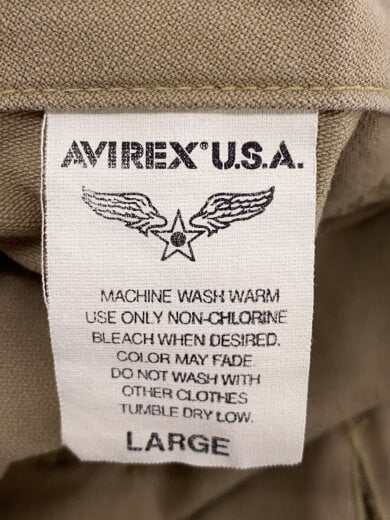 AVIREX® U.S.A.
MACHINE WASH WARM
USE ONLY NON-CHLORINE
BLEACH WHEN DESIRED.
COLOR MAY FADE.
DO NOT WASH WITH
OTHER CLOTHES
TUMBLE DRY LOW.
LARGE